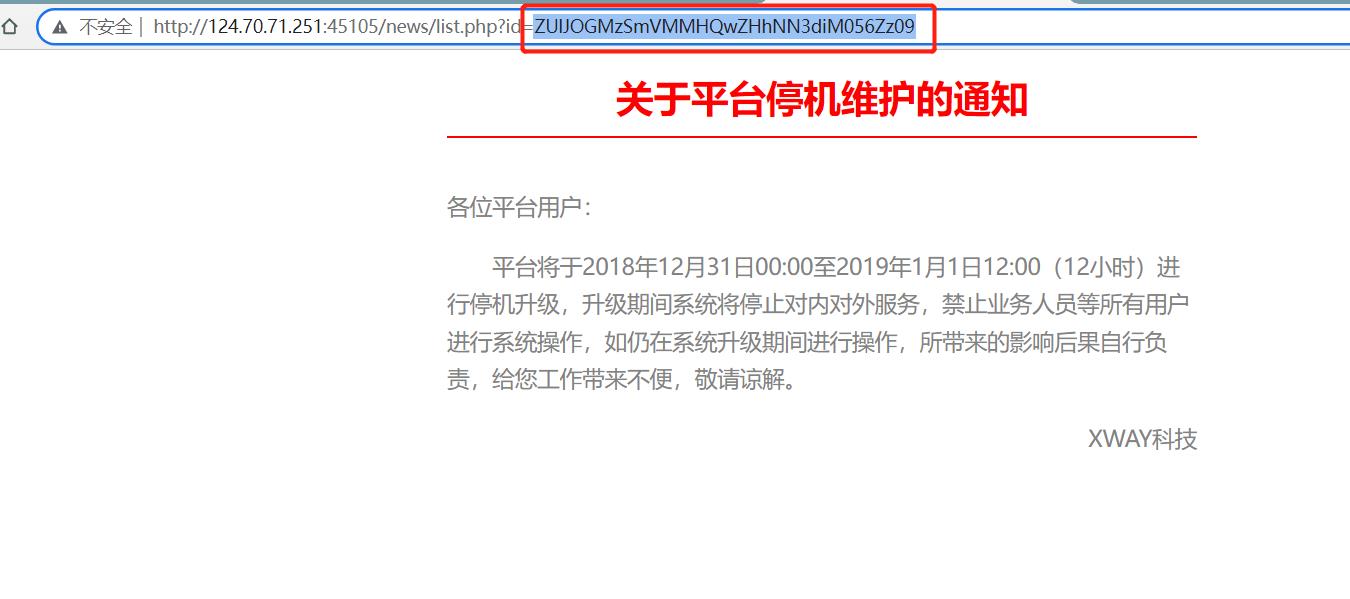 不安全 | http://124.70.71.251:45105/news/list.php?id=ZUIJOGMzSmVMMHQwZHhNN3diM056Zz09
关于平台停机维护的通知
各位平台用户：
平台将于2018年12月31日00:00至2019年1月1日12:00（12小时）进
行停机升级，升级期间系统将停止对内对外服务，禁止业务人员等所有用户
进行系统操作，如仍在系统升级期间进行操作，所带来的影响后果自行负
责，给您工作带来不便，敬请谅解。
XWAY科技